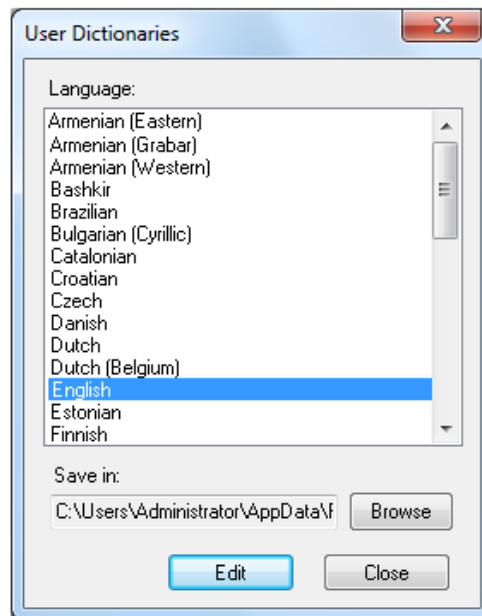 User Dictionaries
Language:
Armenian (Eastern)
Armenian (Grabar)
Armenian (Western)
Bashkir
Brazilian
Bulgarian (Cyrillic)
Catalonian
Croatian
Czech
Danish
Dutch
Dutch (Belgium)
English
Estonian
Finnish
Save in:
C:\Users\Administrator\AppData\F Browse
Edit Close